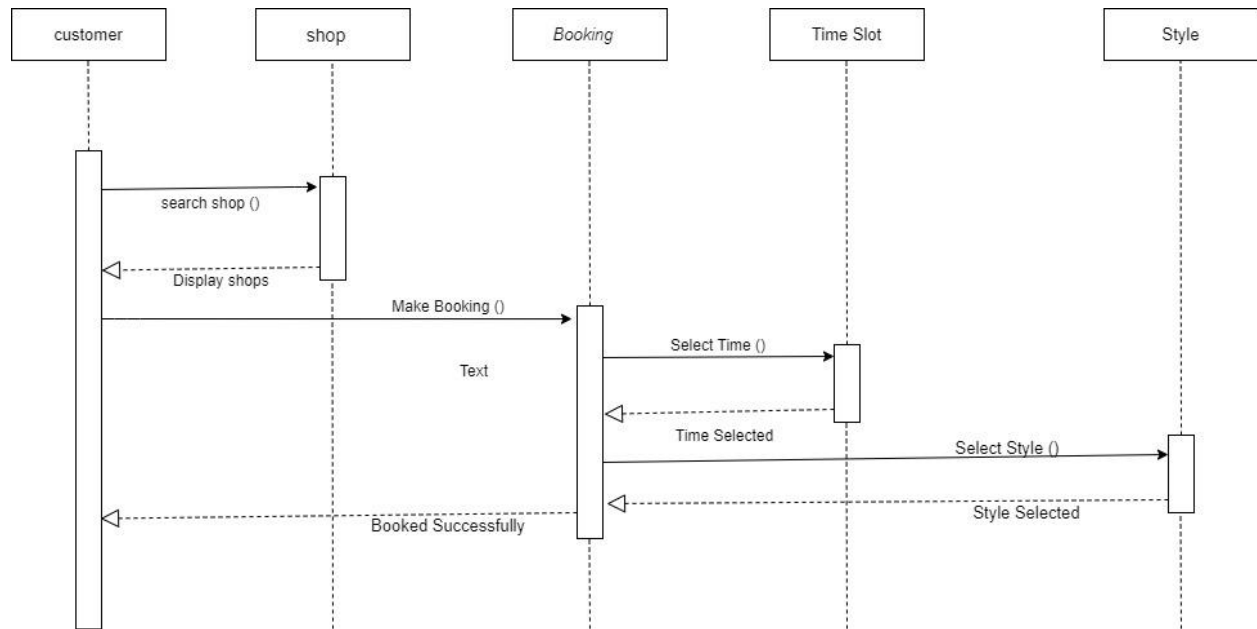 customer
shop
Booking
Time Slot
Style
search shop ()
Display shops
Make Booking ()
Select Time ()
Text
Time Selected
Select Style ()
Style Selected
Booked Successfully